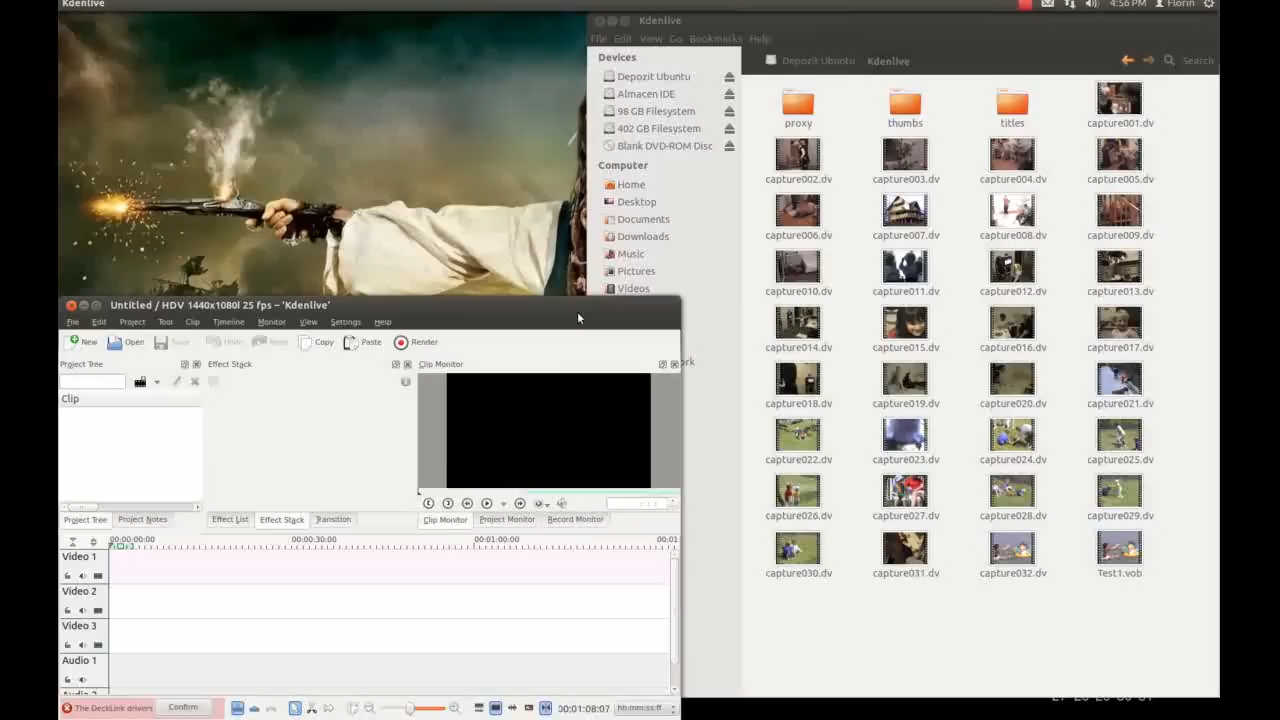 Kdenlive
4:56 PM Florin
Kdenlive
File Edit View Go Bookmarks Help
Depozit Ubuntu Kdenlive Search
Devices
Depozit Ubuntu
Almacen IDE
98 GB Filesystem
402 GB Filesystem
Blank DVD-ROM Disc
Computer
Home
Desktop
Documents
Downloads
Music
Pictures
Videos
proxy thumbs titles capture001.dv
capture002.dv capture003.dv capture004.dv capture005.dv
capture006.dv capture007.dv capture008.dv capture009.dv
capture010.dv capture011.dv capture012.dv capture013.dv
capture014.dv capture015.dv capture016.dv capture017.dv
capture018.dv capture019.dv capture020.dv capture021.dv
capture022.dv capture023.dv capture024.dv capture025.dv
capture026.dv capture027.dv capture028.dv capture029.dv
capture030.dv capture031.dv capture032.dv Test1.vob
Untitled / HDV 1440x1080i 25 fps – 'Kdenlive'
File Edit Project Tool Clip Timeline Monitor View Settings Help
New Open Save Undo Copy Paste Render
Project Tree Effect Stack Clip Monitor
Clip
Project Tree Project Notes Effect List Effect Stack Transition Clip Monitor Project Monitor Record Monitor
00:00:00:00 00:00:30:00 00:01:00:00 00:01
Video 1
Video 2
Video 3
Audio 1
The DeckLink drivers Confirm 00:01:08:07 hh:mm:ss:ff